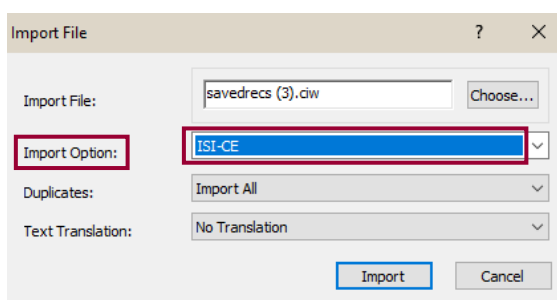 Import File
?
Import File:
savedrecs (3).ciw
Choose...
Import Option:
ISI-CE
Duplicates:
Import All
Text Translation:
No Translation
Import
Cancel